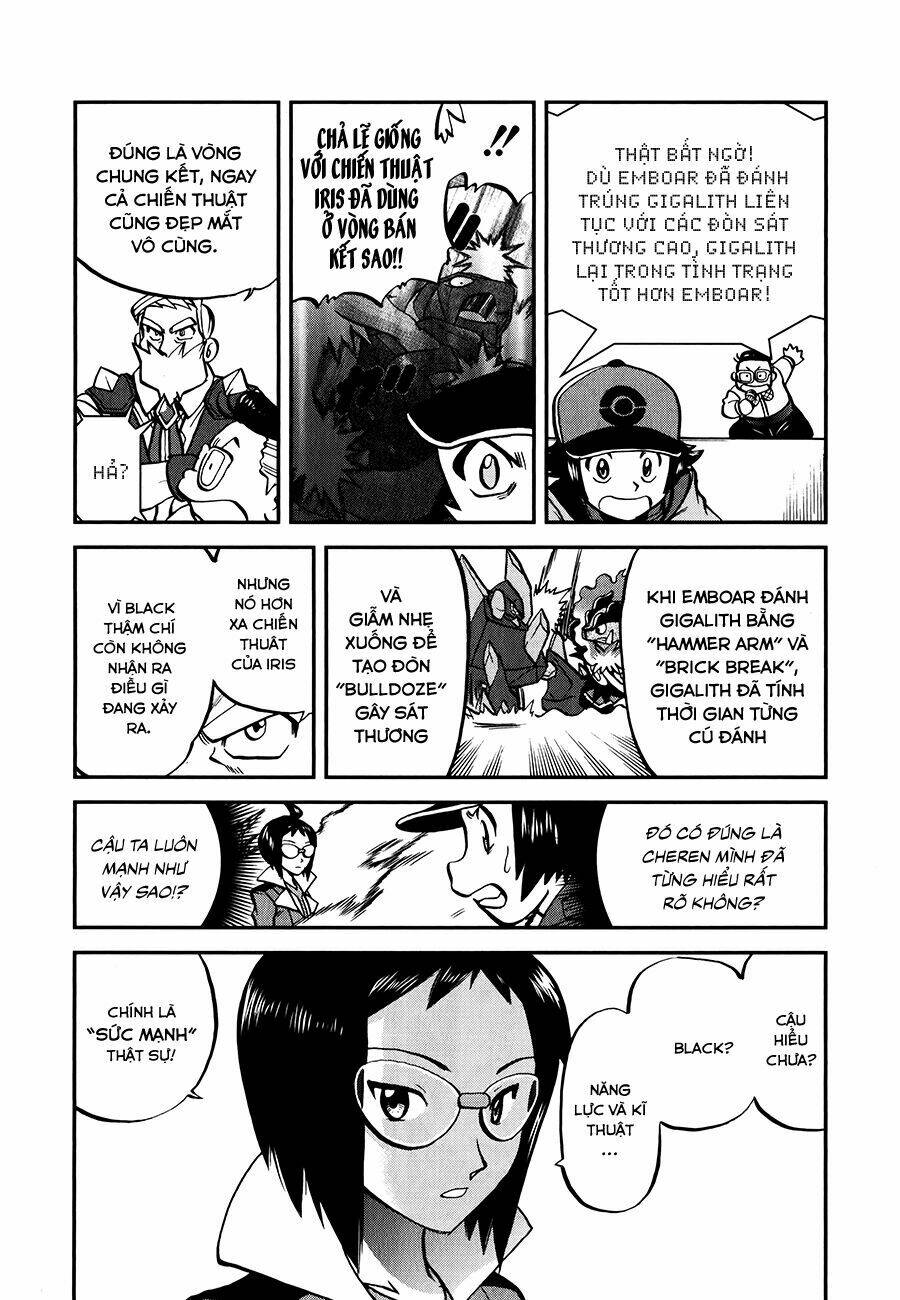 THẬT BẤT NGỜ!
DÙ EMBOAR ĐÃ ĐÁNH
TRÚNG GIGALITH LIÊN
TỤC VỚI CÁC ĐÒN SÁT
THƯƠNG CAO, GIGALITH
LẠI TRONG TÌNH TRẠNG
TỐT HƠN EMBOAR!
!!
CHẢ LẼ GIỐNG
VỚI CHIẾN THUẬT
IRIS ĐÃ DÙNG
Ở VÒNG BÁN
KẾT SAO!!
ĐÚNG LÀ VÒNG
CHUNG KẾT, NGAY
CẢ CHIẾN THUẬT
CŨNG ĐẸP MẮT
VÔ CÙNG.
HẢ?
KHI EMBOAR ĐÁNH
GIGALITH BẰNG
"HAMMER ARM" VÀ
"BRICK BREAK",
GIGALITH ĐÃ TÍNH
THỜI GIAN TỪNG
CÚ ĐÁNH
VÀ
GIẪM NHẸ
XUỐNG ĐỂ
TẠO ĐÒN
"BULLDOZE"
GÂY SÁT
THƯƠNG
NHƯNG
NÓ HƠN
XA CHIẾN
THUẬT
CỦA IRIS
VÌ BLACK
THẬM CHÍ
CÒN KHÔNG
NHẬN RA
ĐIỀU GÌ
ĐANG XẢY
RA.
ĐÓ CÓ ĐÚNG LÀ
CHEREN MÌNH ĐÃ
TỪNG HIỂU RẤT
RÕ KHÔNG?
CẬU TA LUÔN
MẠNH NHƯ
VẬY SAO!?
CẬU
HIỂU
CHƯA?
BLACK?
NĂNG
LỰC VÀ KĨ
THUẬT
...
CHÍNH LÀ
"SỨC MẠNH"
THẬT SỰ!